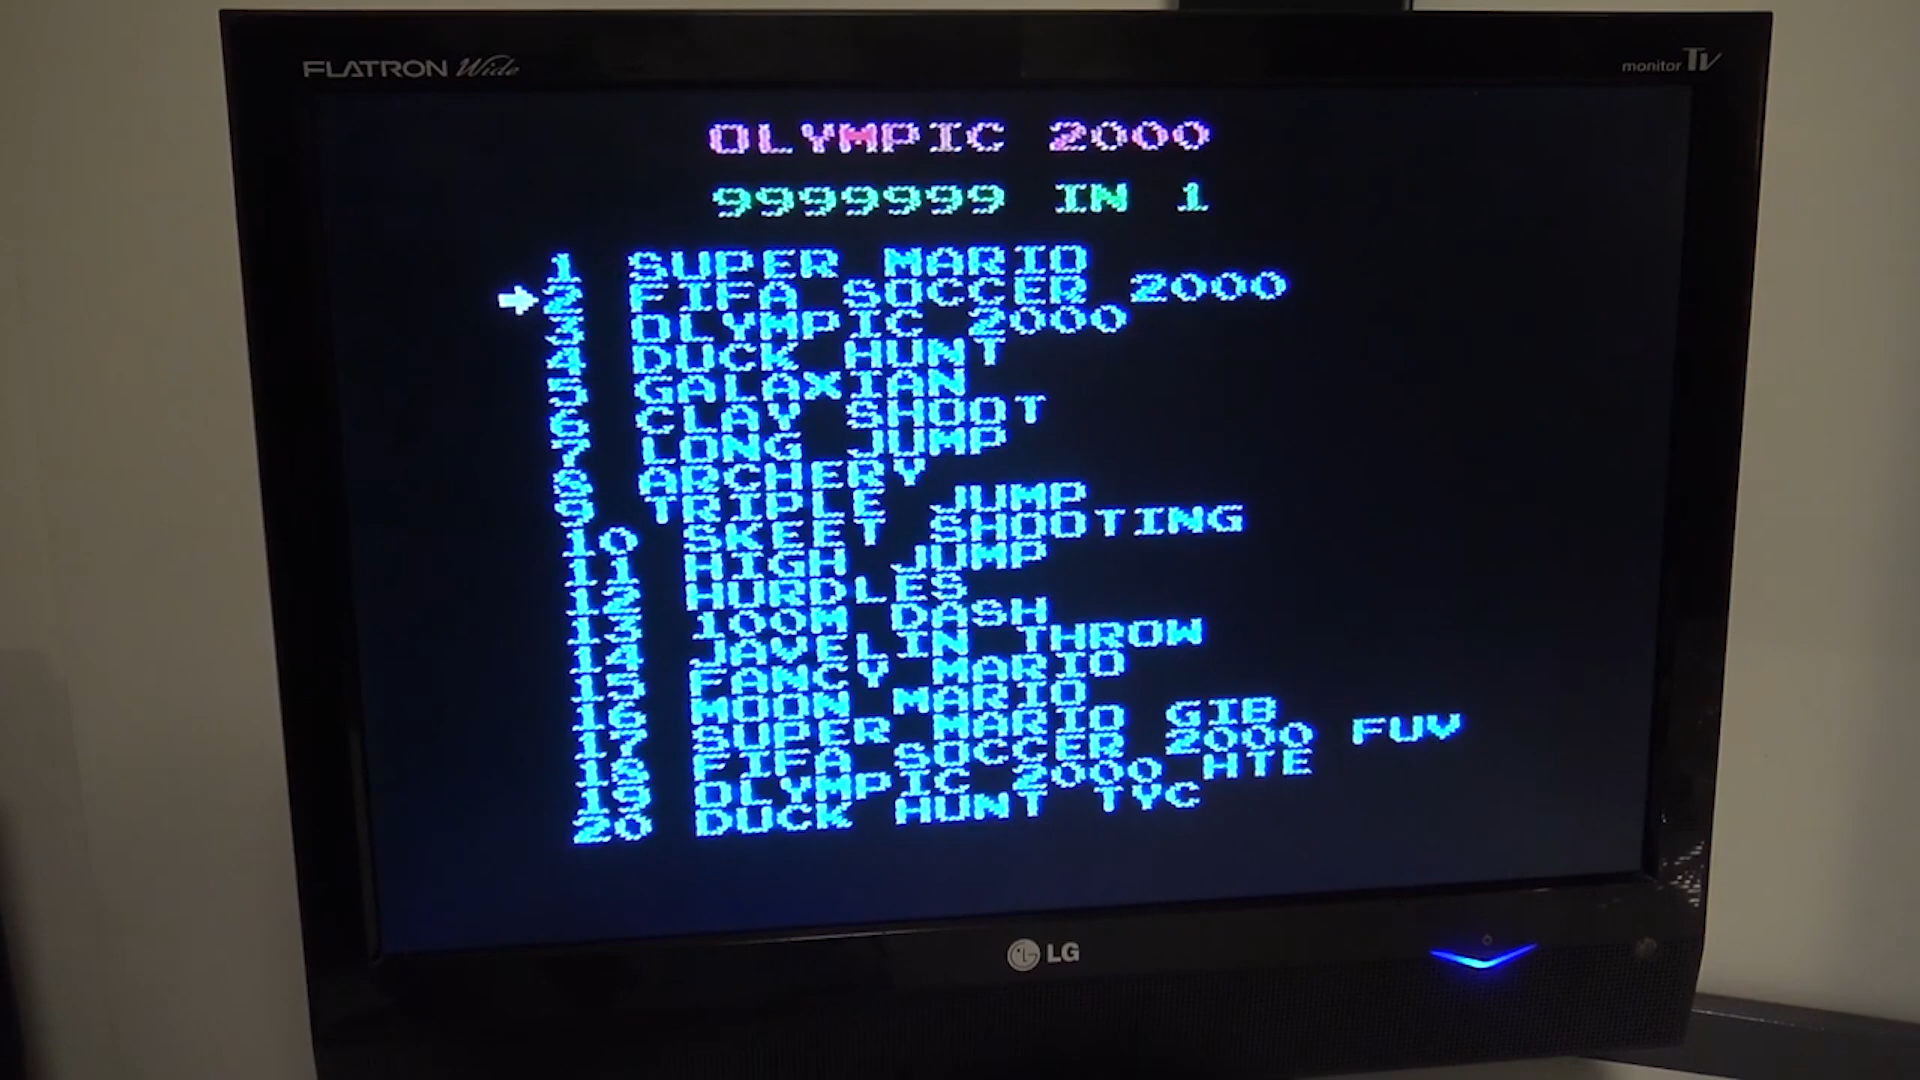 FLATRON Wide
monitor TV
OLYMPIC 2000
9999999 IN 1
1 SUPER MARIO
2 FIFA SOCCER 2000
3 OLYMPIC 2000
4 DUCK HUNT
5 GALAXIAN
6 CLAY SHOOT
7 LONG JUMP
8 ARCHERY
9 TRIPLE JUMP
10 SKEET SHOOTING
11 HIGH JUMP
12 HURDLES
13 100M DASH
14 JAVELIN THROW
15 FANCY MARIO
16 MOON MARIO
17 SUPER MARIO GIB
18 FIFA SOCCER 2000 FUV
19 OLYMPIC 2000 HTE
20 DUCK HUNT TYC
LG